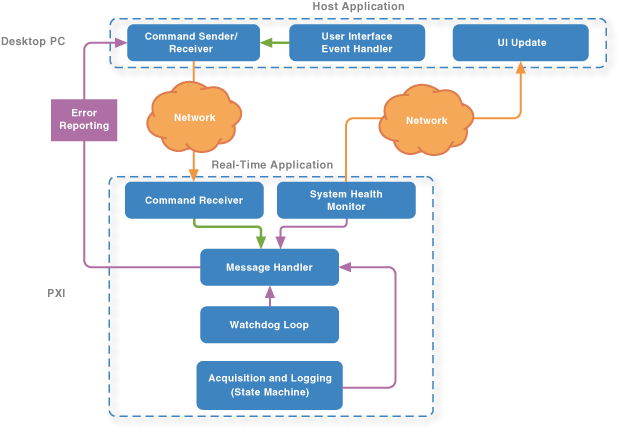 Host Application
Desktop PC
Command Sender/
Receiver
User Interface
Event Handler
UI Update
Network
Network
Error
Reporting
Real-Time Application
Command Receiver
System Health
Monitor
Message Handler
PXI
Watchdog Loop
Acquisition and Logging
(State Machine)